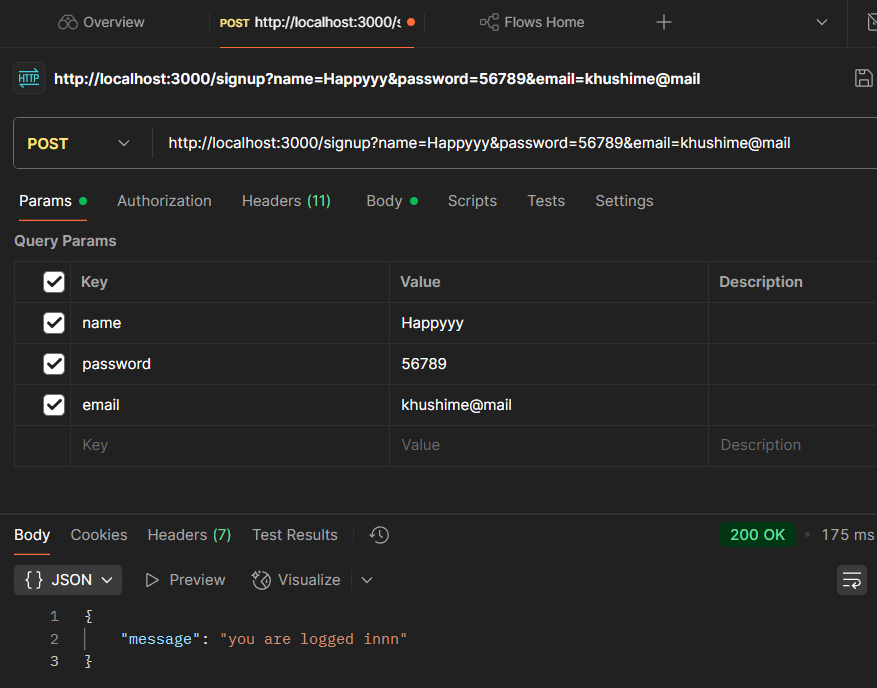 Overview POST http://localhost:3000/s Flows Home
HTTP http://localhost:3000/signup?name=Happyyy&password=56789&email=khushime@mail
POST http://localhost:3000/signup?name=Happyyy&password=56789&email=khushime@mail
Params Authorization Headers (11) Body Scripts Tests Settings
Query Params
Key Value Description
name Happyyy
password 56789
email khushime@mail
Key Value Description
Body Cookies Headers (7) Test Results 200 OK 175 ms
{} JSON Preview Visualize
1 {
2 "message": "you are logged innn"
3 }